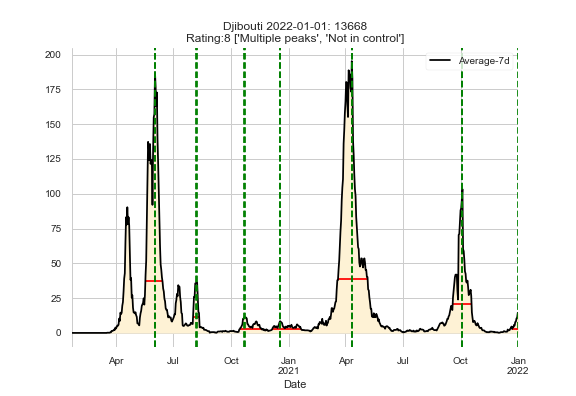 Djibouti 2022-01-01: 13668
Rating:8 ['Multiple peaks', 'Not in control']
Average-7d
200
175
150
125
100
75
50
25
0
Apr
Jul
Oct
Jan
2021
Apr
Jul
Oct
Jan
2022
Date